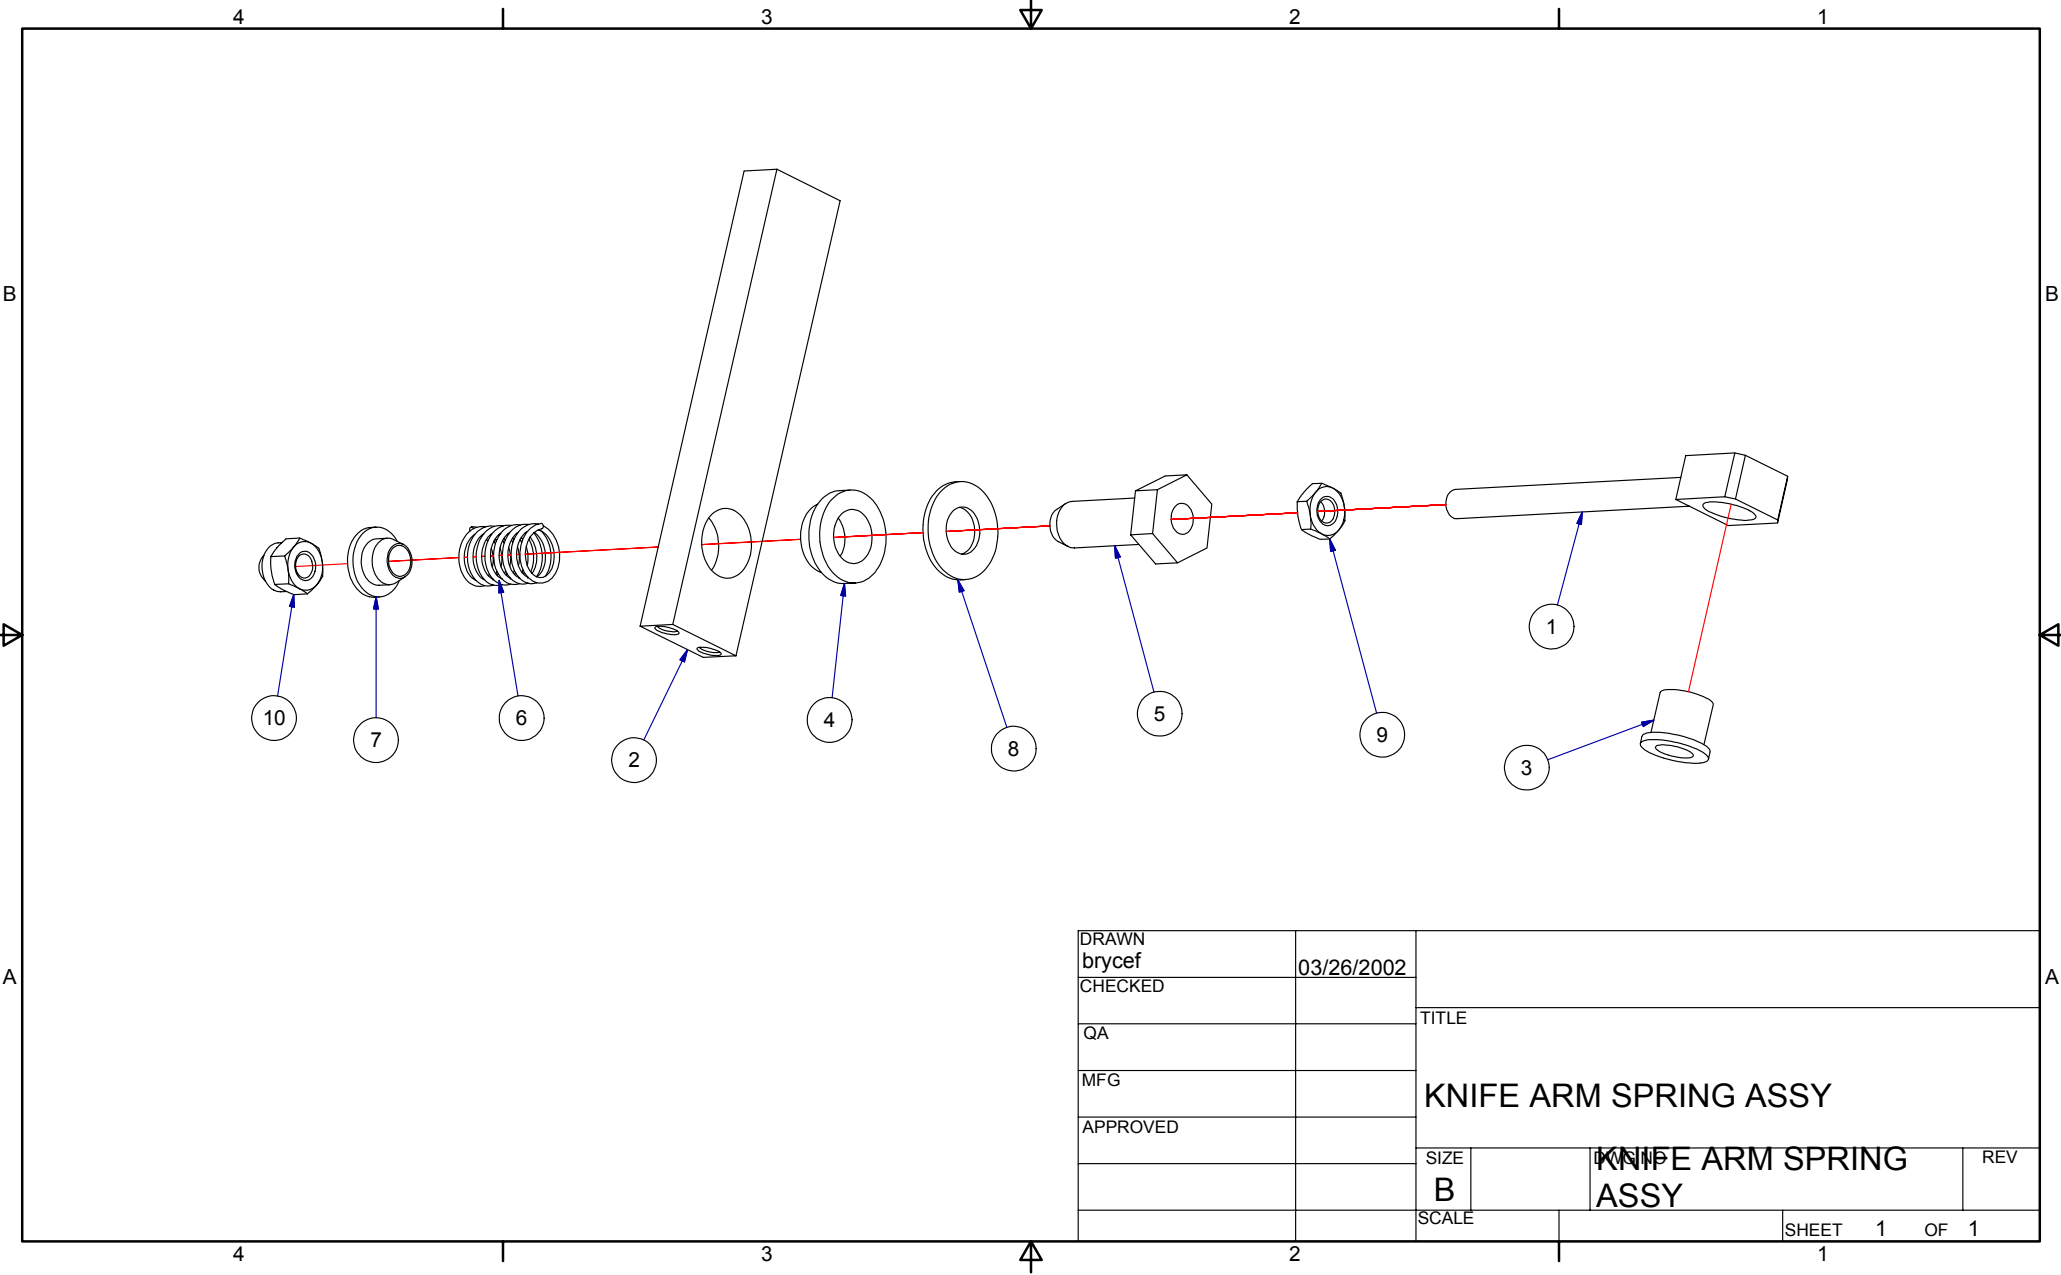 4 3 2 1
B B
10 7 6 2 4 8 5 9 1 3
A A
DRAWN
brycef 03/26/2002
CHECKED
QA
MFG
APPROVED
TITLE
KNIFE ARM SPRING ASSY
SIZE
B
DWG NO
KNIFE ARM SPRING
ASSY
REV
SCALE
SHEET 1 OF 1
4 3 2 1